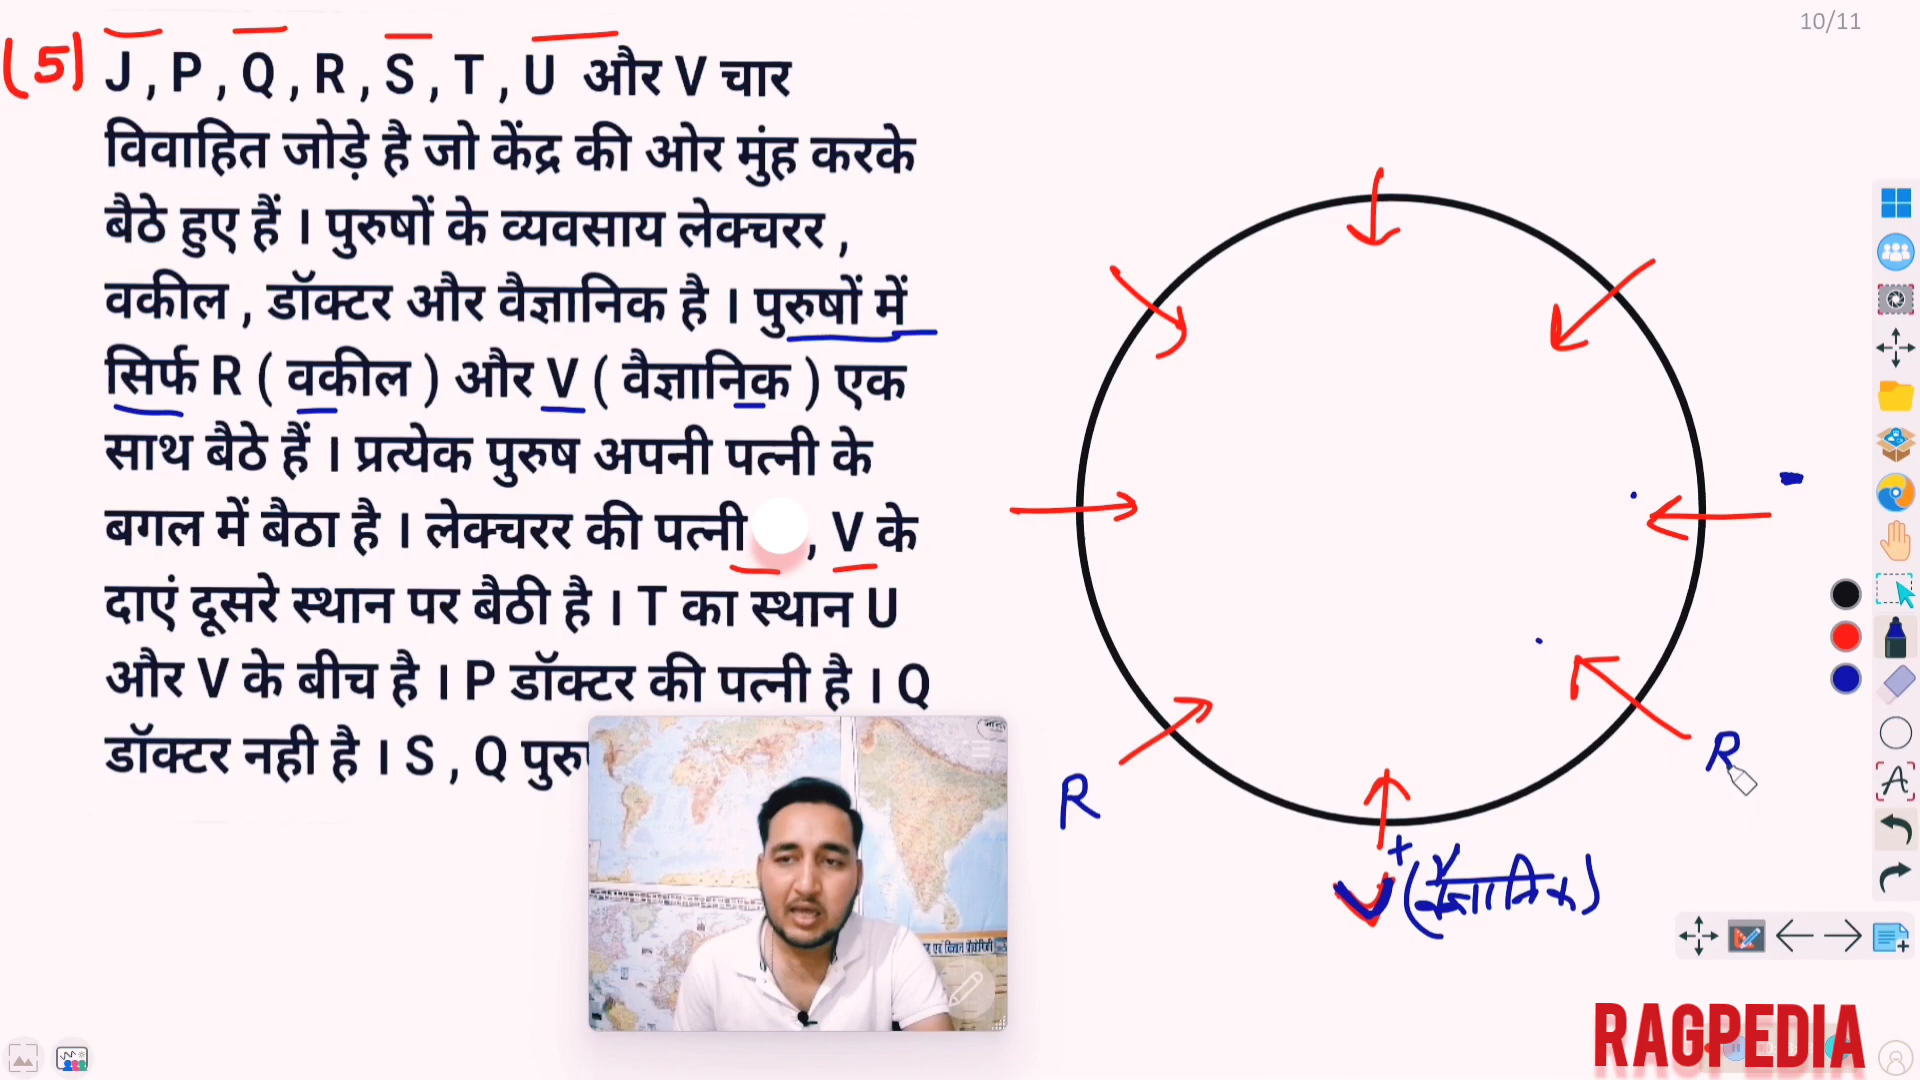 10/11
(5) J , P , Q , R , S , T , U और V चार
विवाहित जोड़े है जो केंद्र की ओर मुंह करके
बैठे हुए हैं । पुरुषों के व्यवसाय लेक्चरर ,
वकील , डॉक्टर और वैज्ञानिक है । पुरुषों में
सिर्फ R ( वकील ) और V ( वैज्ञानिक ) एक
साथ बैठे हैं । प्रत्येक पुरुष अपनी पत्नी के
बगल में बैठा है । लेक्चरर की पत्नी , V के
दाएं दूसरे स्थान पर बैठी है । T का स्थान U
और V के बीच है । P डॉक्टर की पत्नी है । Q
डॉक्टर नही है । S , Q
R
R
V + (वैज्ञानिक)
RAGPEDIA